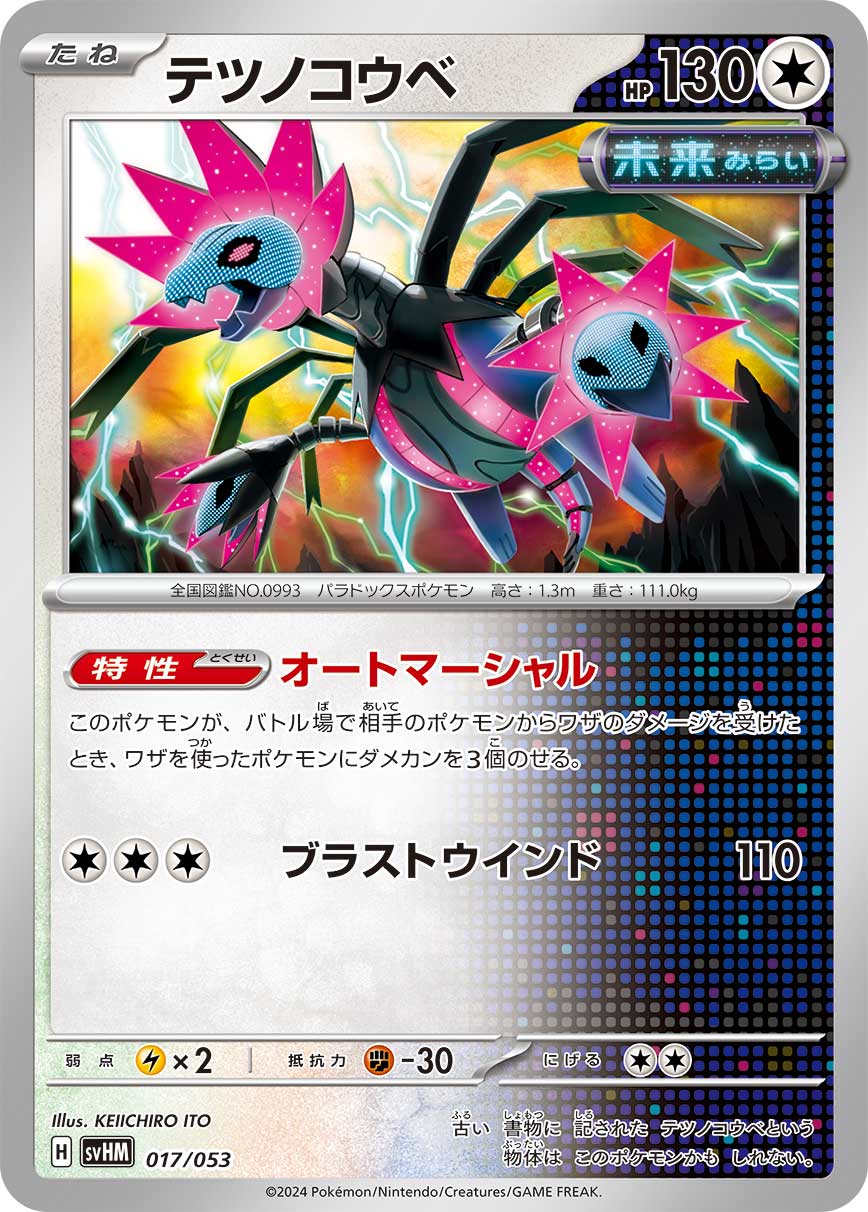 たね
テツノコウベ
HP 130
未来 みらい
全国図鑑NO.0993 パラドックスポケモン 高さ：1.3m 重さ：111.0kg
特性 とくせい オートマーシャル
このポケモンが、バトル場で相手のポケモンからワザのダメージを受けた
とき、ワザを使ったポケモンにダメカンを3個のせる。
ブラストウインド 110
弱点 ×2 抵抗力 -30 にげる
Illus. KEIICHIRO ITO
古い 書物に 記された テツノコウベという
物体は このポケモンかも しれない。
H svHM 017/053
©2024 Pokémon/Nintendo/Creatures/GAME FREAK.